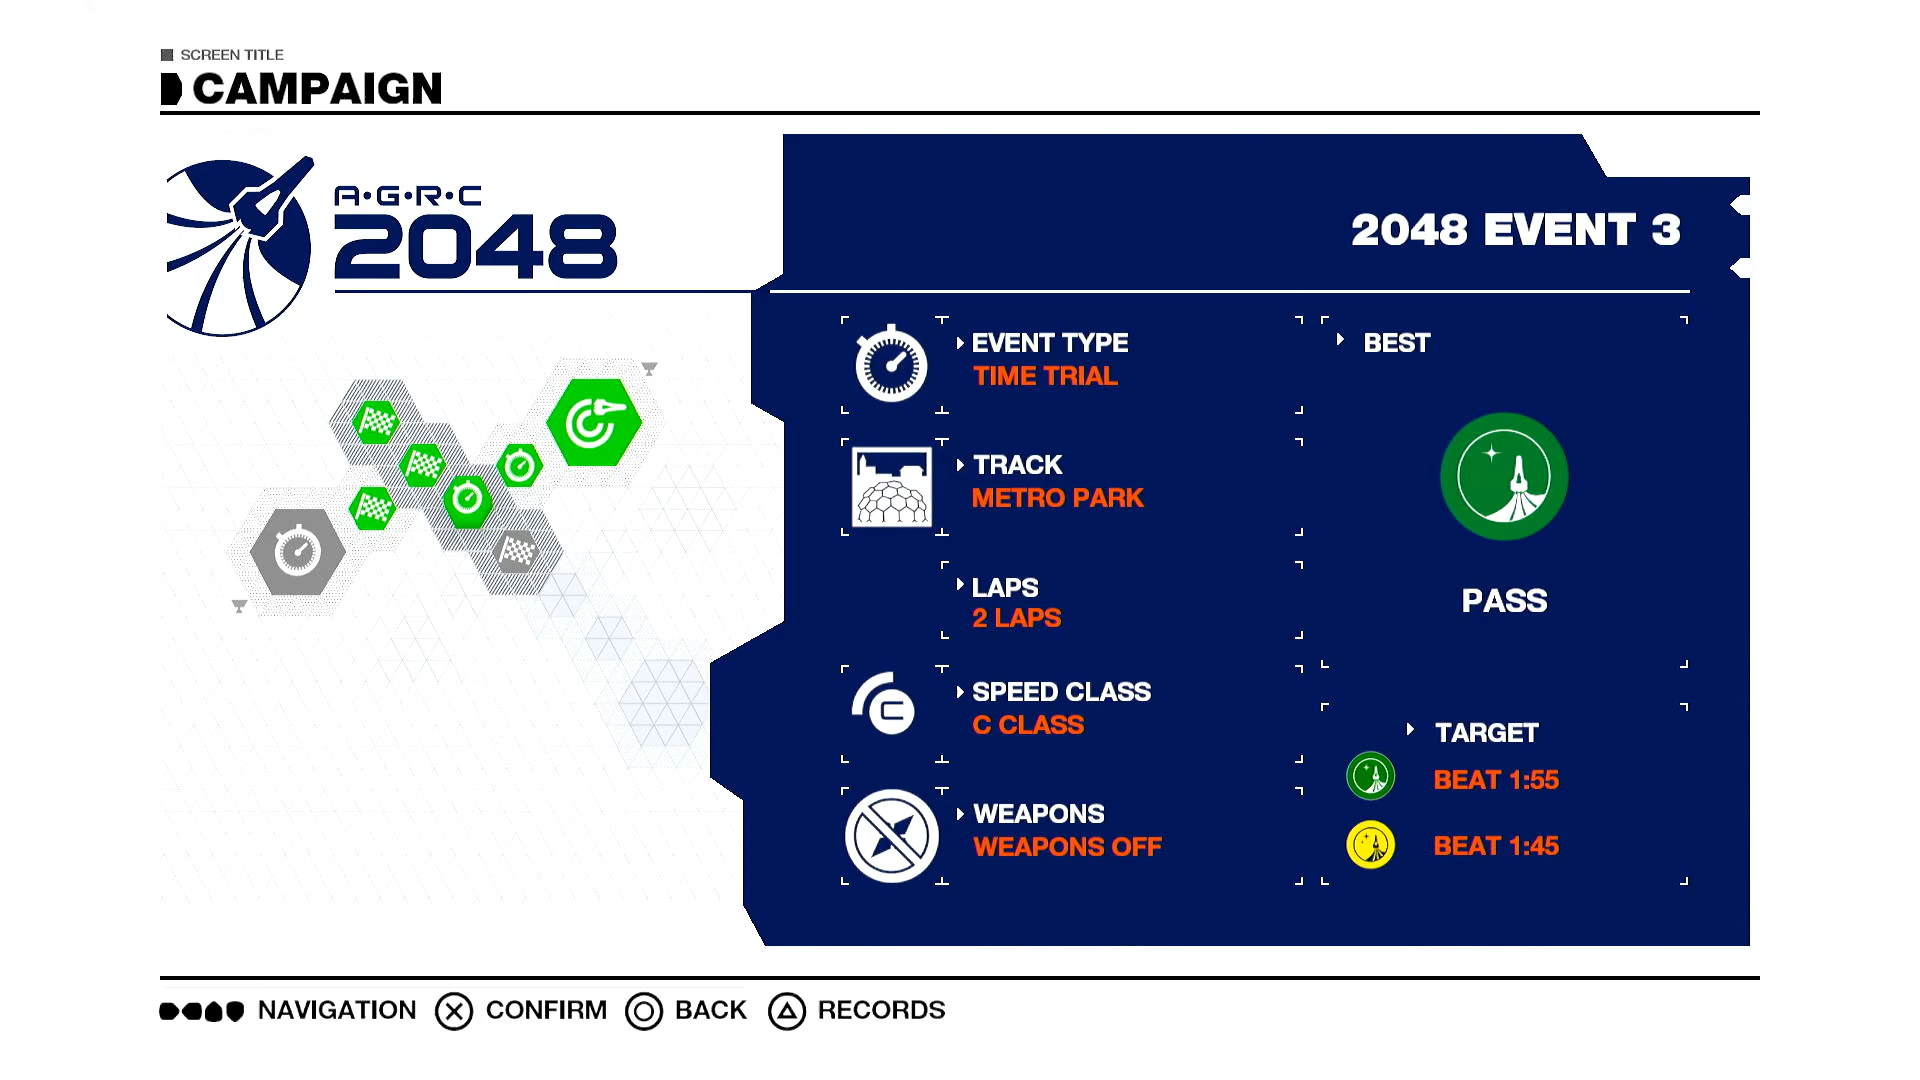 SCREEN TITLE
CAMPAIGN
A·G·R·C
2048
2048 EVENT 3
EVENT TYPE
TIME TRIAL
TRACK
METRO PARK
LAPS
2 LAPS
SPEED CLASS
C
C CLASS
WEAPONS
WEAPONS OFF
BEST
PASS
TARGET
BEAT 1:55
BEAT 1:45
NAVIGATION CONFIRM BACK RECORDS